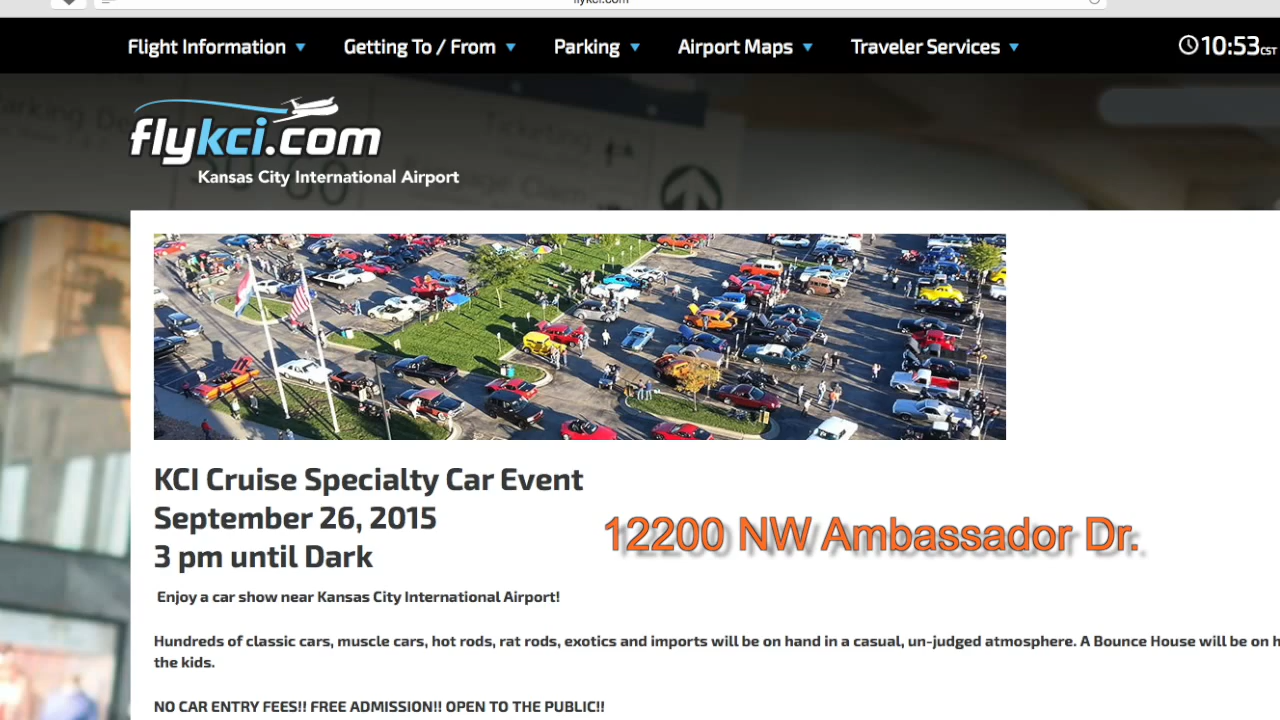 flykci.com
Flight Information Getting To / From Parking Airport Maps Traveler Services 10:53 CST
flykci.com
Kansas City International Airport
Ticketing
KCI Cruise Specialty Car Event
September 26, 2015
3 pm until Dark
12200 NW Ambassador Dr.
Enjoy a car show near Kansas City International Airport!
Hundreds of classic cars, muscle cars, hot rods, rat rods, exotics and imports will be on hand in a casual, un-judged atmosphere. A Bounce House will be on
the kids.
NO CAR ENTRY FEES!! FREE ADMISSION!! OPEN TO THE PUBLIC!!